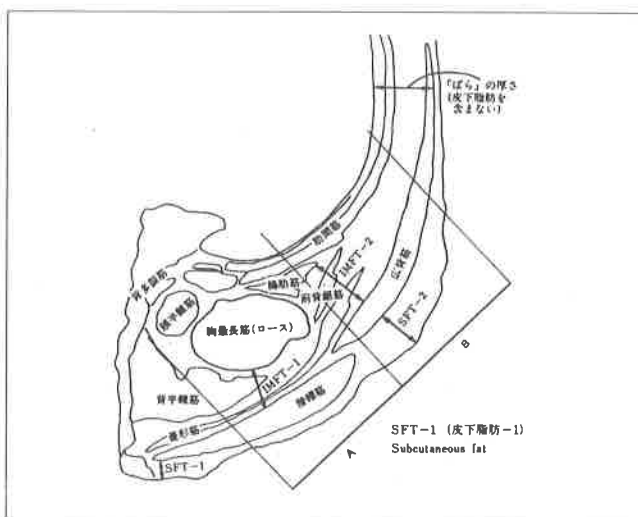 「ばら」の厚さ
(皮下脂肪を
含まない)
肋間筋
IMFT-2
広背筋
腸肋筋
前背鋸筋
背多裂筋
頭半棘筋
胸最長筋(ロース)
SFT-2
IMFT-1
B
背半棘筋
僧帽筋
菱形筋
A
SFT-1 (皮下脂肪-1)
Subcutaneous fat
SFT-1